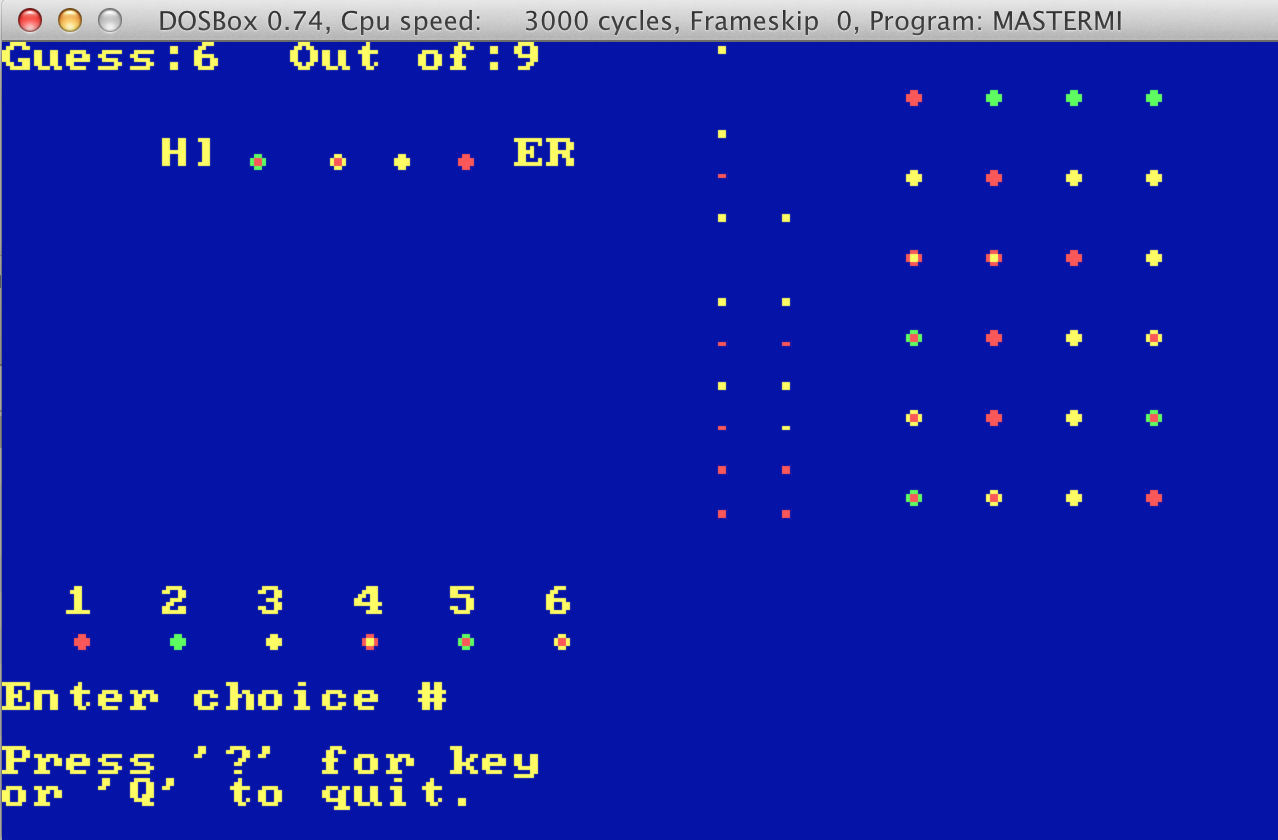 DOSBox 0.74, Cpu speed: 3000 cycles, Frameskip 0, Program: MASTERMI
Guess:6 Out of:9
ER
1 2 3 4 5 6
Enter choice #
Press '?' for key
or 'Q' to quit.